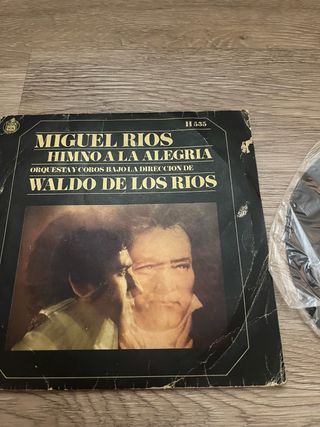 H 535
MIGUEL RIOS
HIMNO A LA ALEGRIA
ORQUESTA Y COROS BAJO LA DIRECCION DE
WALDO DE LOS RIOS